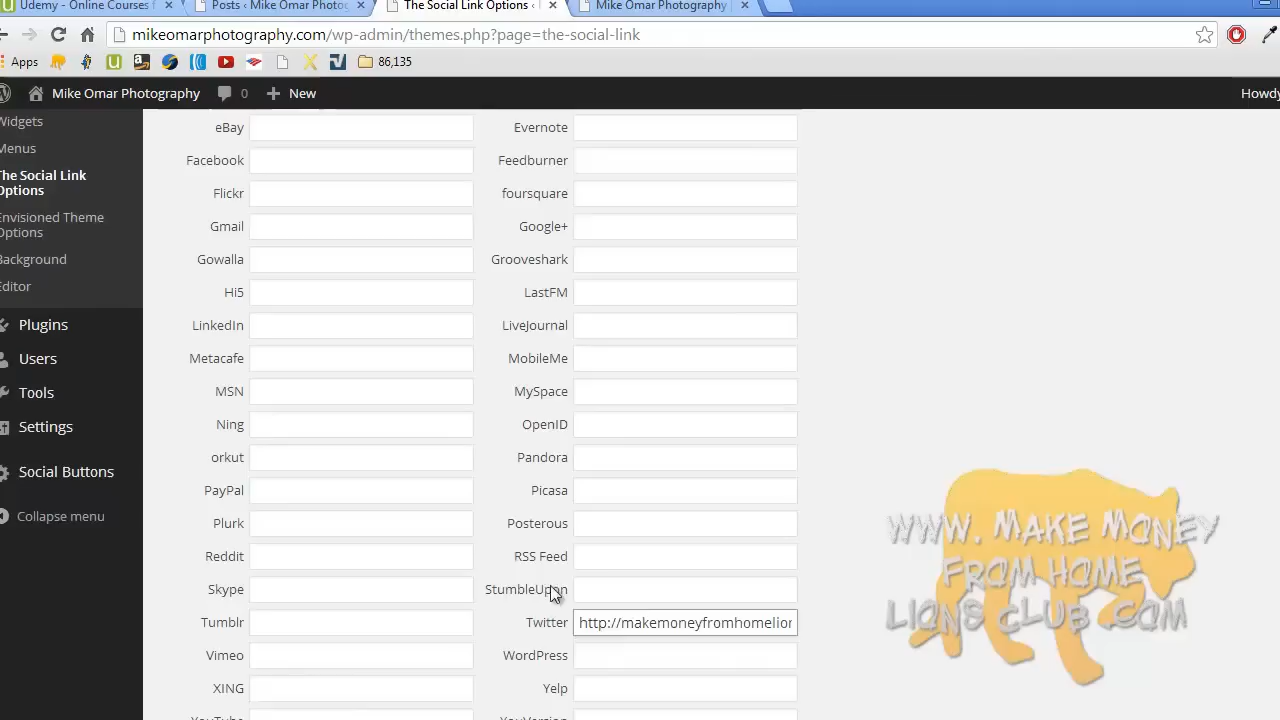 Udemy - Online Courses f
Posts ‹ Mike Omar Photo
The Social Link Options ‹
Mike Omar Photography
mikeomarphotography.com/wp-admin/themes.php?page=the-social-link
Apps
86,135
Mike Omar Photography
0
New
Howdy
Widgets
Menus
The Social Link
Options
Envisioned Theme
Options
Background
Editor
Plugins
Users
Tools
Settings
Social Buttons
Collapse menu
eBay Evernote
Facebook Feedburner
Flickr foursquare
Gmail Google+
Gowalla Grooveshark
Hi5 LastFM
LinkedIn LiveJournal
Metacafe MobileMe
MSN MySpace
Ning OpenID
orkut Pandora
PayPal Picasa
Plurk Posterous
Reddit RSS Feed
Skype StumbleUpon
Tumblr Twitter http://makemoneyfromhomelion
Vimeo WordPress
XING Yelp
YouTube YouVersion
WWW. MAKE MONEY
FROM HOME
LIONS CLUB .COM